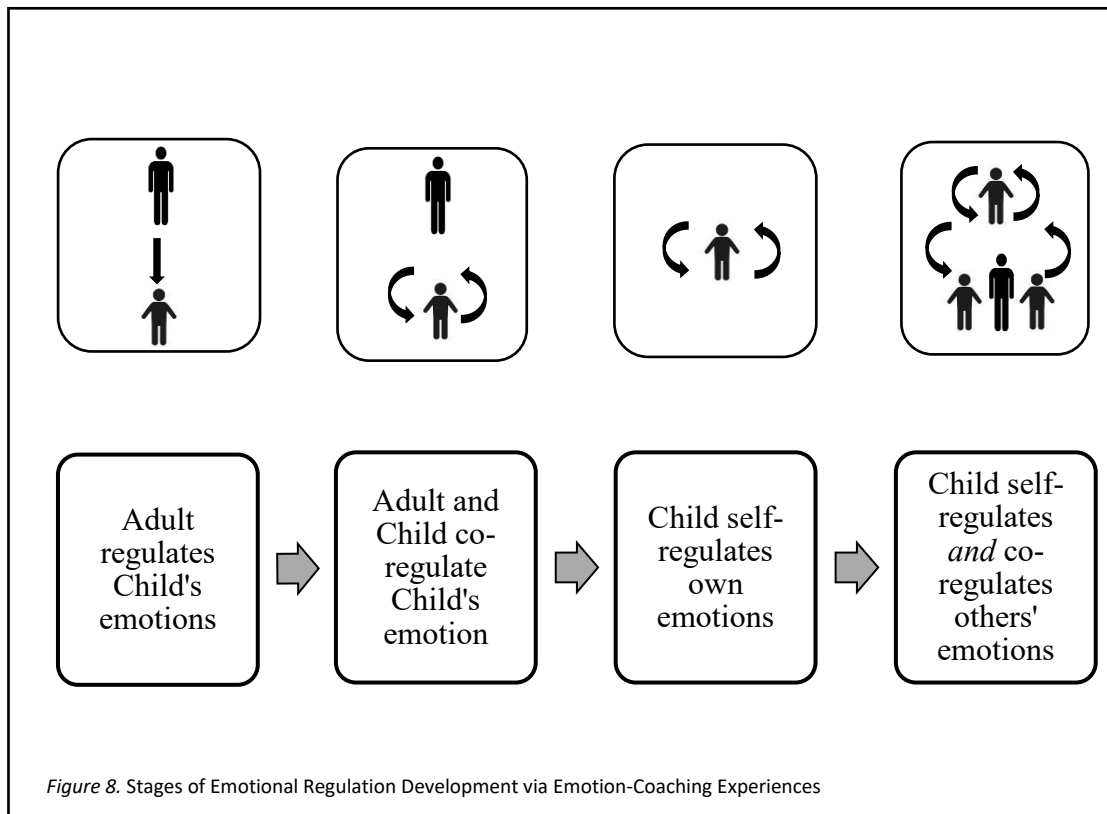 Adult
regulates
Child's
emotions
Adult and
Child co-
regulate
Child's
emotion
Child self-
regulates
own
emotions
Child self-
regulates
and co-
regulates
others'
emotions
Figure 8. Stages of Emotional Regulation Development via Emotion-Coaching Experiences